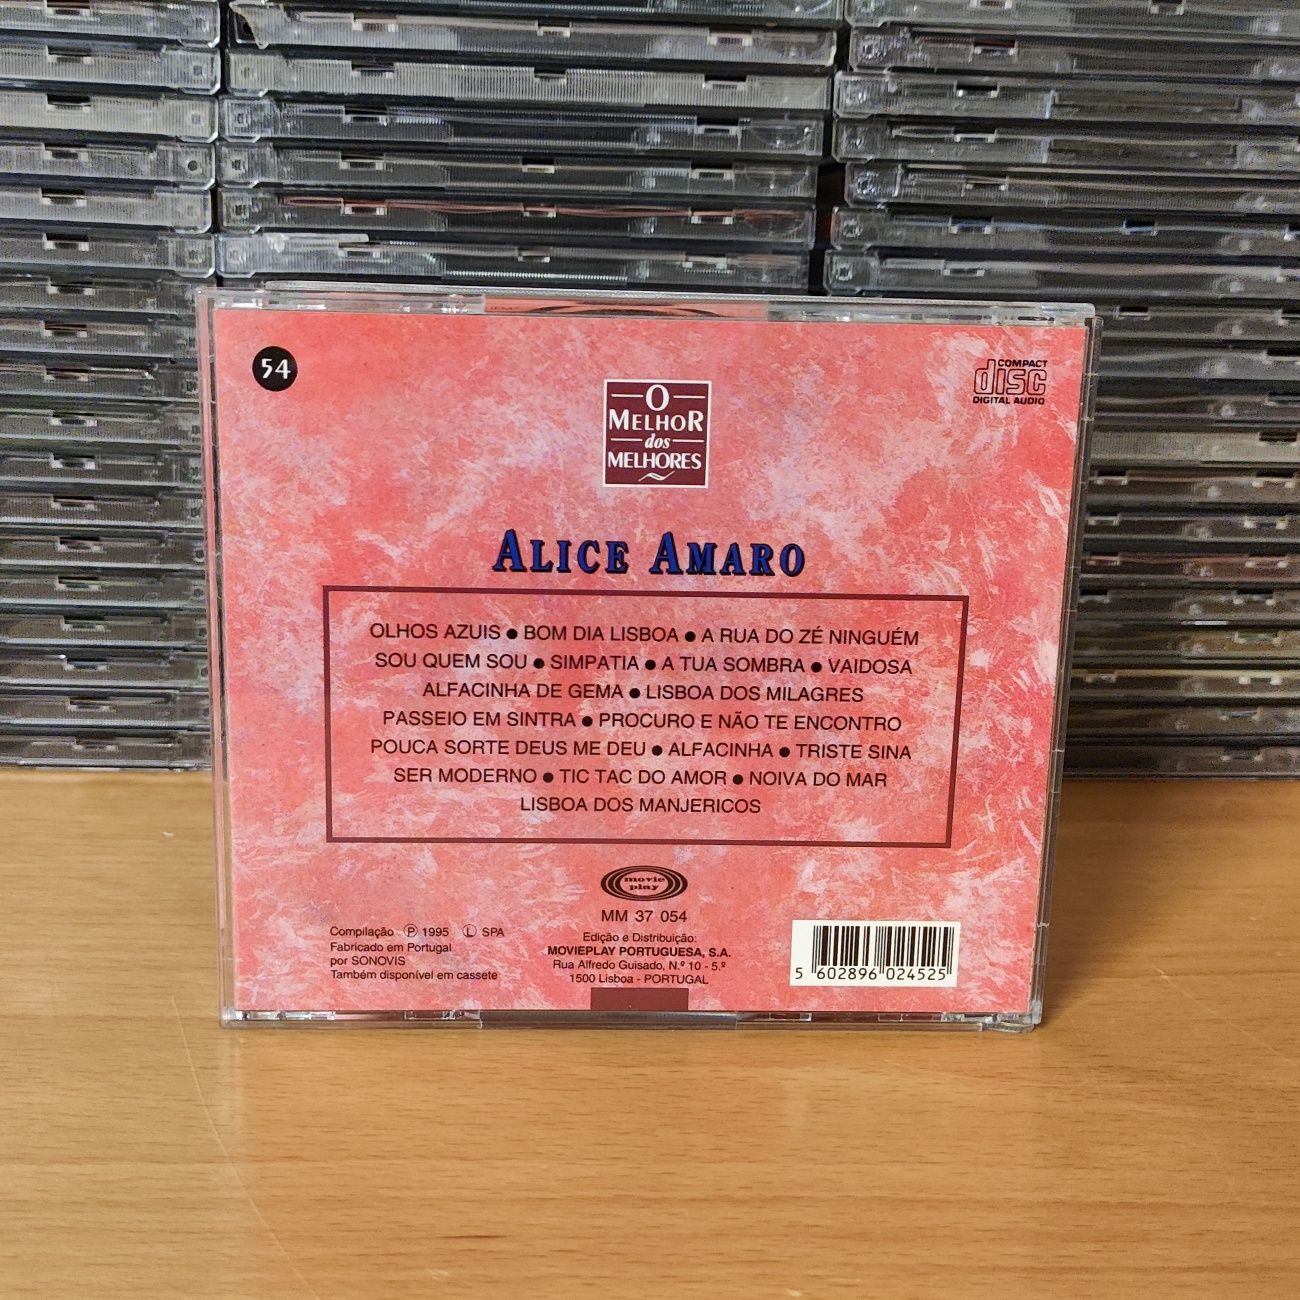 54
COMPACT
disc
DIGITAL AUDIO
O
MELHOR
dos
MELHORES
ALICE AMARO
OLHOS AZUIS ● BOM DIA LISBOA ● A RUA DO ZÉ NINGUÉM
SOU QUEM SOU ● SIMPATIA ● A TUA SOMBRA ● VAIDOSA
ALFACINHA DE GEMA ● LISBOA DOS MILAGRES
PASSEIO EM SINTRA ● PROCURO E NÃO TE ENCONTRO
POUCA SORTE DEUS ME DEU ● ALFACINHA ● TRISTE SINA
SER MODERNO ● TIC TAC DO AMOR ● NOIVA DO MAR
LISBOA DOS MANJERICOS
movie
play
MM 37 054
Compilação Ⓟ 1995 Ⓛ SPA
Fabricado em Portugal
por SONOVIS
Também disponível em cassete
Edição e Distribuição:
MOVIEPLAY PORTUGUESA, S.A.
Rua Alfredo Guisado, N.º 10 - 5.º
1500 Lisboa - PORTUGAL
5 602896 024525